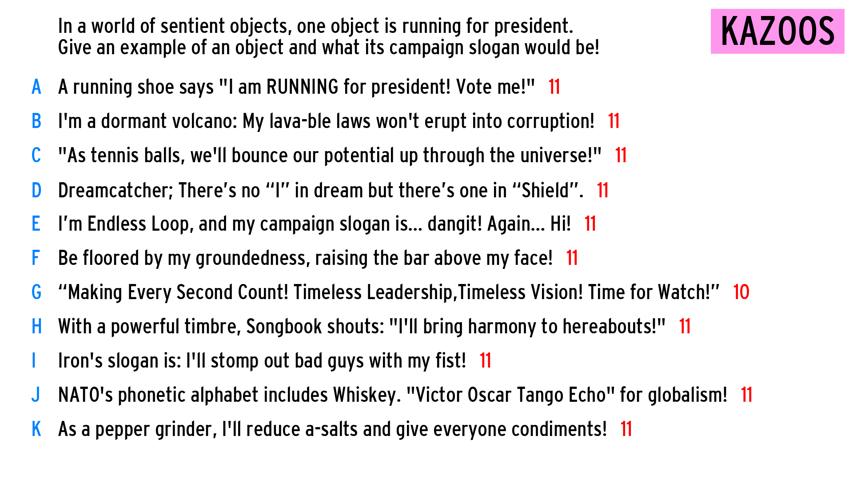 In a world of sentient objects, one object is running for president.
Give an example of an object and what its campaign slogan would be!
KAZOOS
A A running shoe says "I am RUNNING for president! Vote me!" 11
B I'm a dormant volcano: My lava-ble laws won't erupt into corruption! 11
C "As tennis balls, we'll bounce our potential up through the universe!" 11
D Dreamcatcher; There’s no “I” in dream but there’s one in “Shield”. 11
E I’m Endless Loop, and my campaign slogan is... dangit! Again... Hi! 11
F Be floored by my groundedness, raising the bar above my face! 11
G “Making Every Second Count! Timeless Leadership,Timeless Vision! Time for Watch!” 10
H With a powerful timbre, Songbook shouts: "I'll bring harmony to hereabouts!" 11
I Iron's slogan is: I'll stomp out bad guys with my fist! 11
J NATO's phonetic alphabet includes Whiskey. "Victor Oscar Tango Echo" for globalism! 11
K As a pepper grinder, I'll reduce a-salts and give everyone condiments! 11